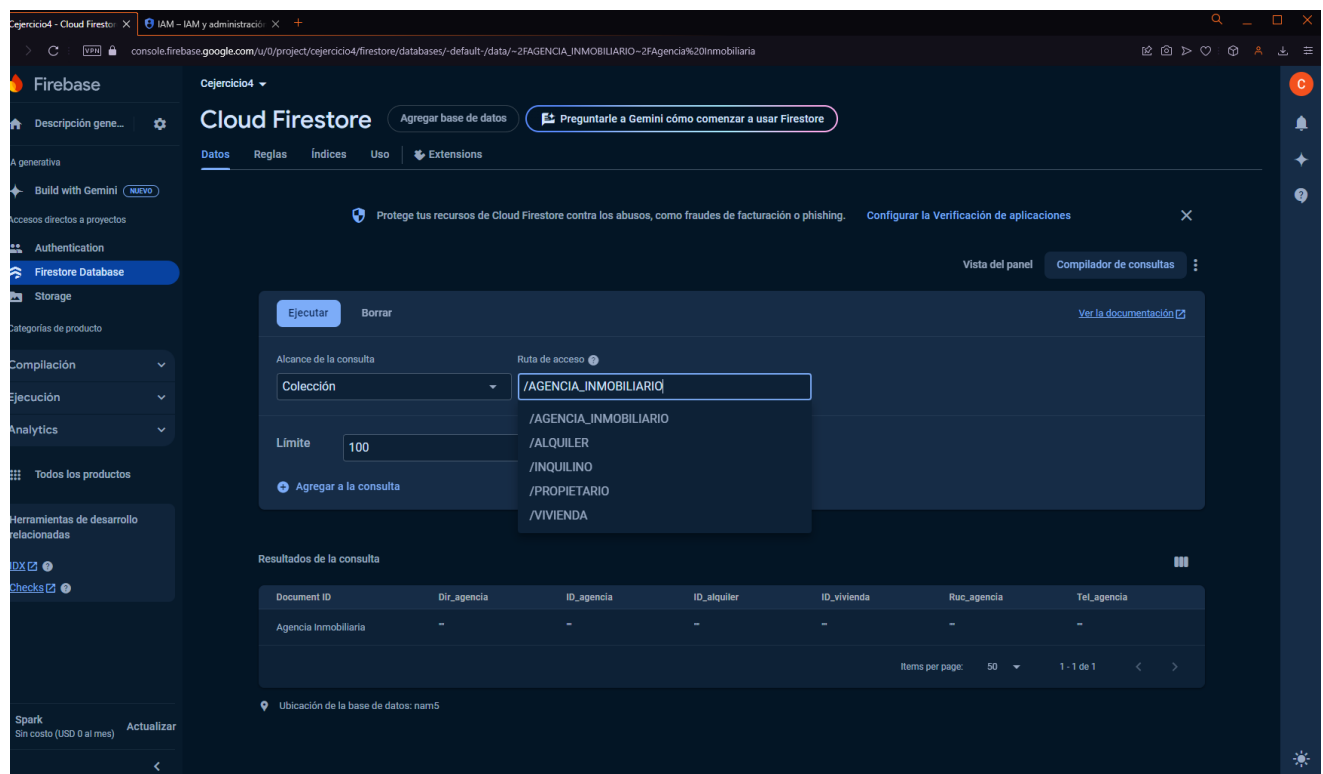 Cejercicio4 - Cloud Firestor
IAM – IAM y administración
VPN
console.firebase.google.com/u/0/project/cejercicio4/firestore/databases/-default-/data/~2FAGENCIA_INMOBILIARIO~2FAgencia%20Inmobiliaria
Firebase
Cejercicio4
C
Descripción gene...
Cloud Firestore
Agregar base de datos
Preguntarle a Gemini cómo comenzar a usar Firestore
Datos
Reglas
Índices
Uso
Extensions
A generativa
Build with Gemini
NUEVO
Accesos directos a proyectos
Authentication
Firestore Database
Storage
Categorías de producto
Compilación
Ejecución
Analytics
Todos los productos
Herramientas de desarrollo
relacionadas
IDX
Checks
Spark
Sin costo (USD 0 al mes)
Actualizar
Protege tus recursos de Cloud Firestore contra los abusos, como fraudes de facturación o phishing.
Configurar la Verificación de aplicaciones
Vista del panel
Compilador de consultas
Ejecutar
Borrar
Ver la documentación
Alcance de la consulta
Ruta de acceso
Colección
/AGENCIA_INMOBILIARIO
/AGENCIA_INMOBILIARIO
/ALQUILER
/INQUILINO
/PROPIETARIO
/VIVIENDA
Límite
100
Agregar a la consulta
Resultados de la consulta
Document ID Dir_agencia ID_agencia ID_alquiler ID_vivienda Ruc_agencia Tel_agencia
Agencia Inmobiliaria – – – – – –
Items per page: 50 1 - 1 de 1
Ubicación de la base de datos: nam5